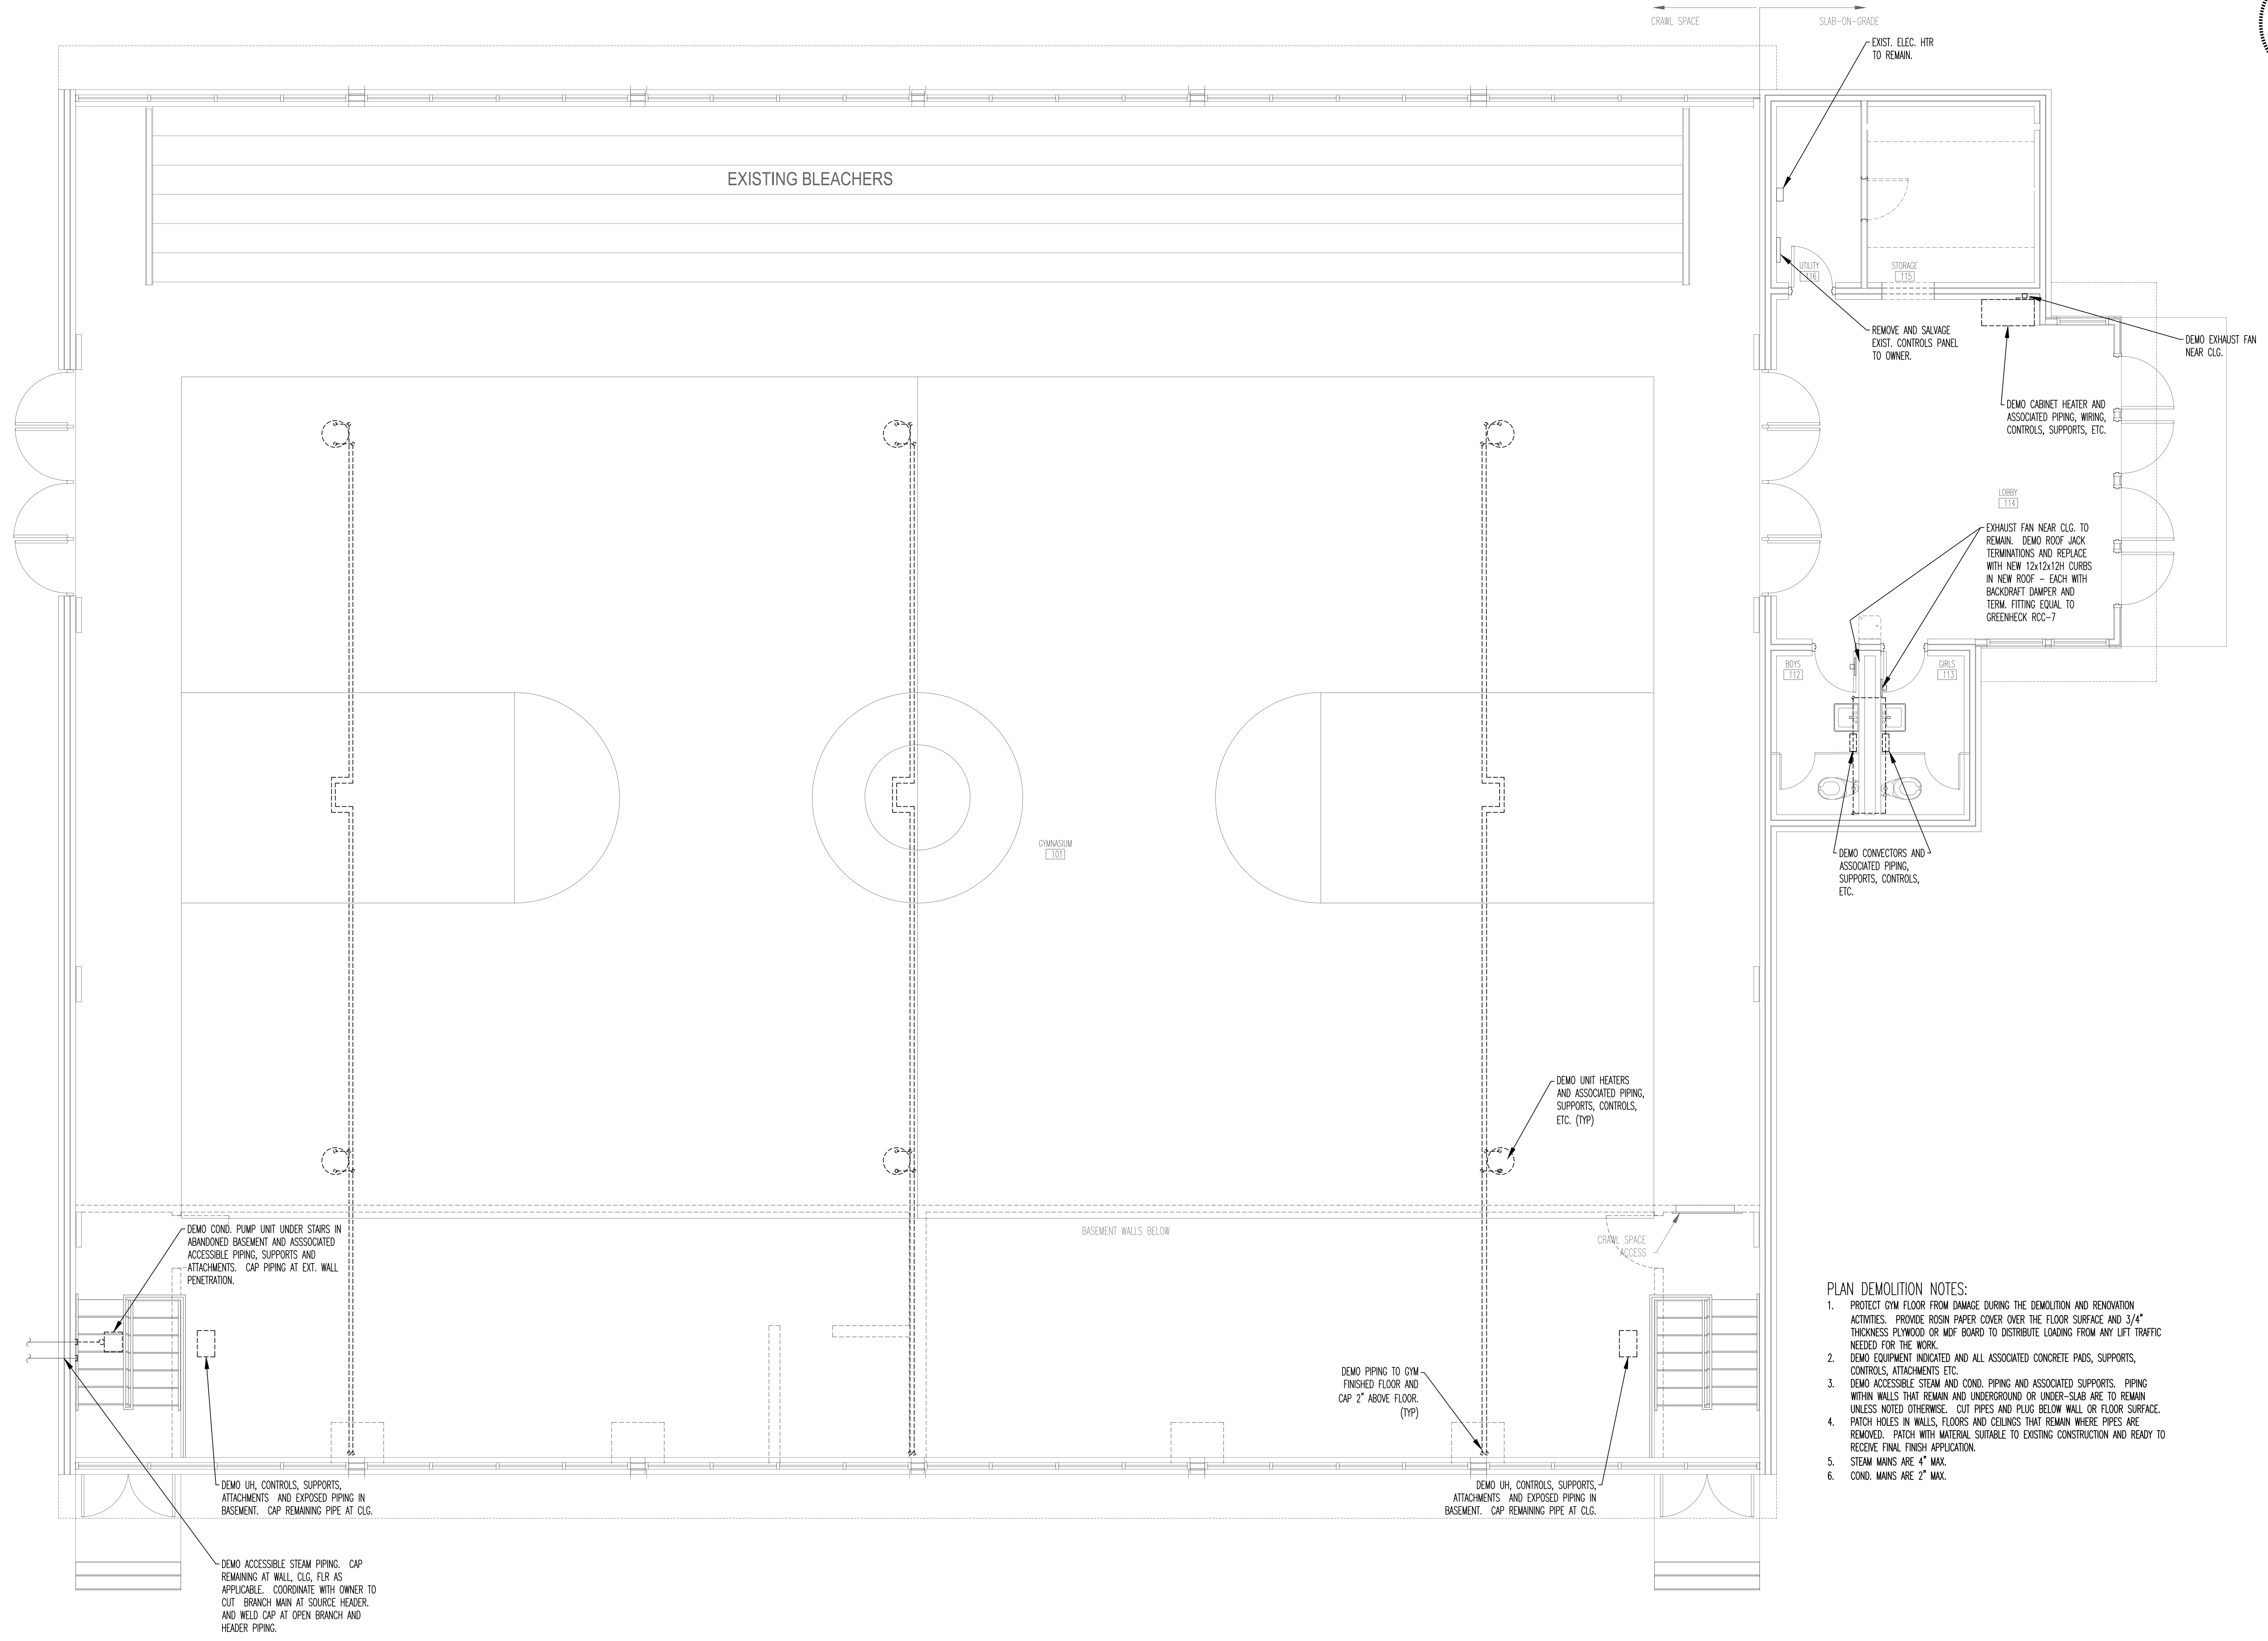 CRAWL SPACE
SLAB-ON-GRADE
EXIST. ELEC. HTR
TO REMAIN.
EXISTING BLEACHERS
UTILITY
116
STORAGE
115
REMOVE AND SALVAGE
EXIST. CONTROLS PANEL
TO OWNER.
DEMO EXHAUST FAN
NEAR CLG.
DEMO CABINET HEATER AND
ASSOCIATED PIPING, WIRING,
CONTROLS, SUPPORTS, ETC.
LOBBY
114
EXHAUST FAN NEAR CLG. TO
REMAIN. DEMO ROOF JACK
TERMINATIONS AND REPLACE
WITH NEW 12x12x12H CURBS
IN NEW ROOF - EACH WITH
BACKDRAFT DAMPER AND
TERM. FITTING EQUAL TO
GREENHECK RCC-7
BOYS
112
GIRLS
113
GYMNASIUM
101
DEMO CONVECTORS AND
ASSOCIATED PIPING,
SUPPORTS, CONTROLS,
ETC.
DEMO UNIT HEATERS
AND ASSOCIATED PIPING,
SUPPORTS, CONTROLS,
ETC. (TYP)
DEMO COND. PUMP UNIT UNDER STAIRS IN
ABANDONED BASEMENT AND ASSSOCIATED
ACCESSIBLE PIPING, SUPPORTS AND
ATTACHMENTS. CAP PIPING AT EXT. WALL
PENETRATION.
BASEMENT WALLS BELOW
CRAWL SPACE
ACCESS
PLAN DEMOLITION NOTES:
1. PROTECT GYM FLOOR FROM DAMAGE DURING THE DEMOLITION AND RENOVATION
ACTIVITIES. PROVIDE ROSIN PAPER COVER OVER THE FLOOR SURFACE AND 3/4"
THICKNESS PLYWOOD OR MDF BOARD TO DISTRIBUTE LOADING FROM ANY LIFT TRAFFIC
NEEDED FOR THE WORK.
2. DEMO EQUIPMENT INDICATED AND ALL ASSOCIATED CONCRETE PADS, SUPPORTS,
CONTROLS, ATTACHMENTS ETC.
3. DEMO ACCESSIBLE STEAM AND COND. PIPING AND ASSOCIATED SUPPORTS. PIPING
WITHIN WALLS THAT REMAIN AND UNDERGROUND OR UNDER-SLAB ARE TO REMAIN
UNLESS NOTED OTHERWISE. CUT PIPES AND PLUG BELOW WALL OR FLOOR SURFACE.
4. PATCH HOLES IN WALLS, FLOORS AND CEILINGS THAT REMAIN WHERE PIPES ARE
REMOVED. PATCH WITH MATERIAL SUITABLE TO EXISTING CONSTRUCTION AND READY TO
RECEIVE FINAL FINISH APPLICATION.
5. STEAM MAINS ARE 4" MAX.
6. COND. MAINS ARE 2" MAX.
DEMO PIPING TO GYM
FINISHED FLOOR AND
CAP 2" ABOVE FLOOR.
(TYP)
DEMO UH, CONTROLS, SUPPORTS,
ATTACHMENTS AND EXPOSED PIPING IN
BASEMENT. CAP REMAINING PIPE AT CLG.
DEMO UH, CONTROLS, SUPPORTS,
ATTACHMENTS AND EXPOSED PIPING IN
BASEMENT. CAP REMAINING PIPE AT CLG.
DEMO ACCESSIBLE STEAM PIPING. CAP
REMAINING AT WALL, CLG, FLR AS
APPLICABLE. COORDINATE WITH OWNER TO
CUT BRANCH MAIN AT SOURCE HEADER.
AND WELD CAP AT OPEN BRANCH AND
HEADER PIPING.